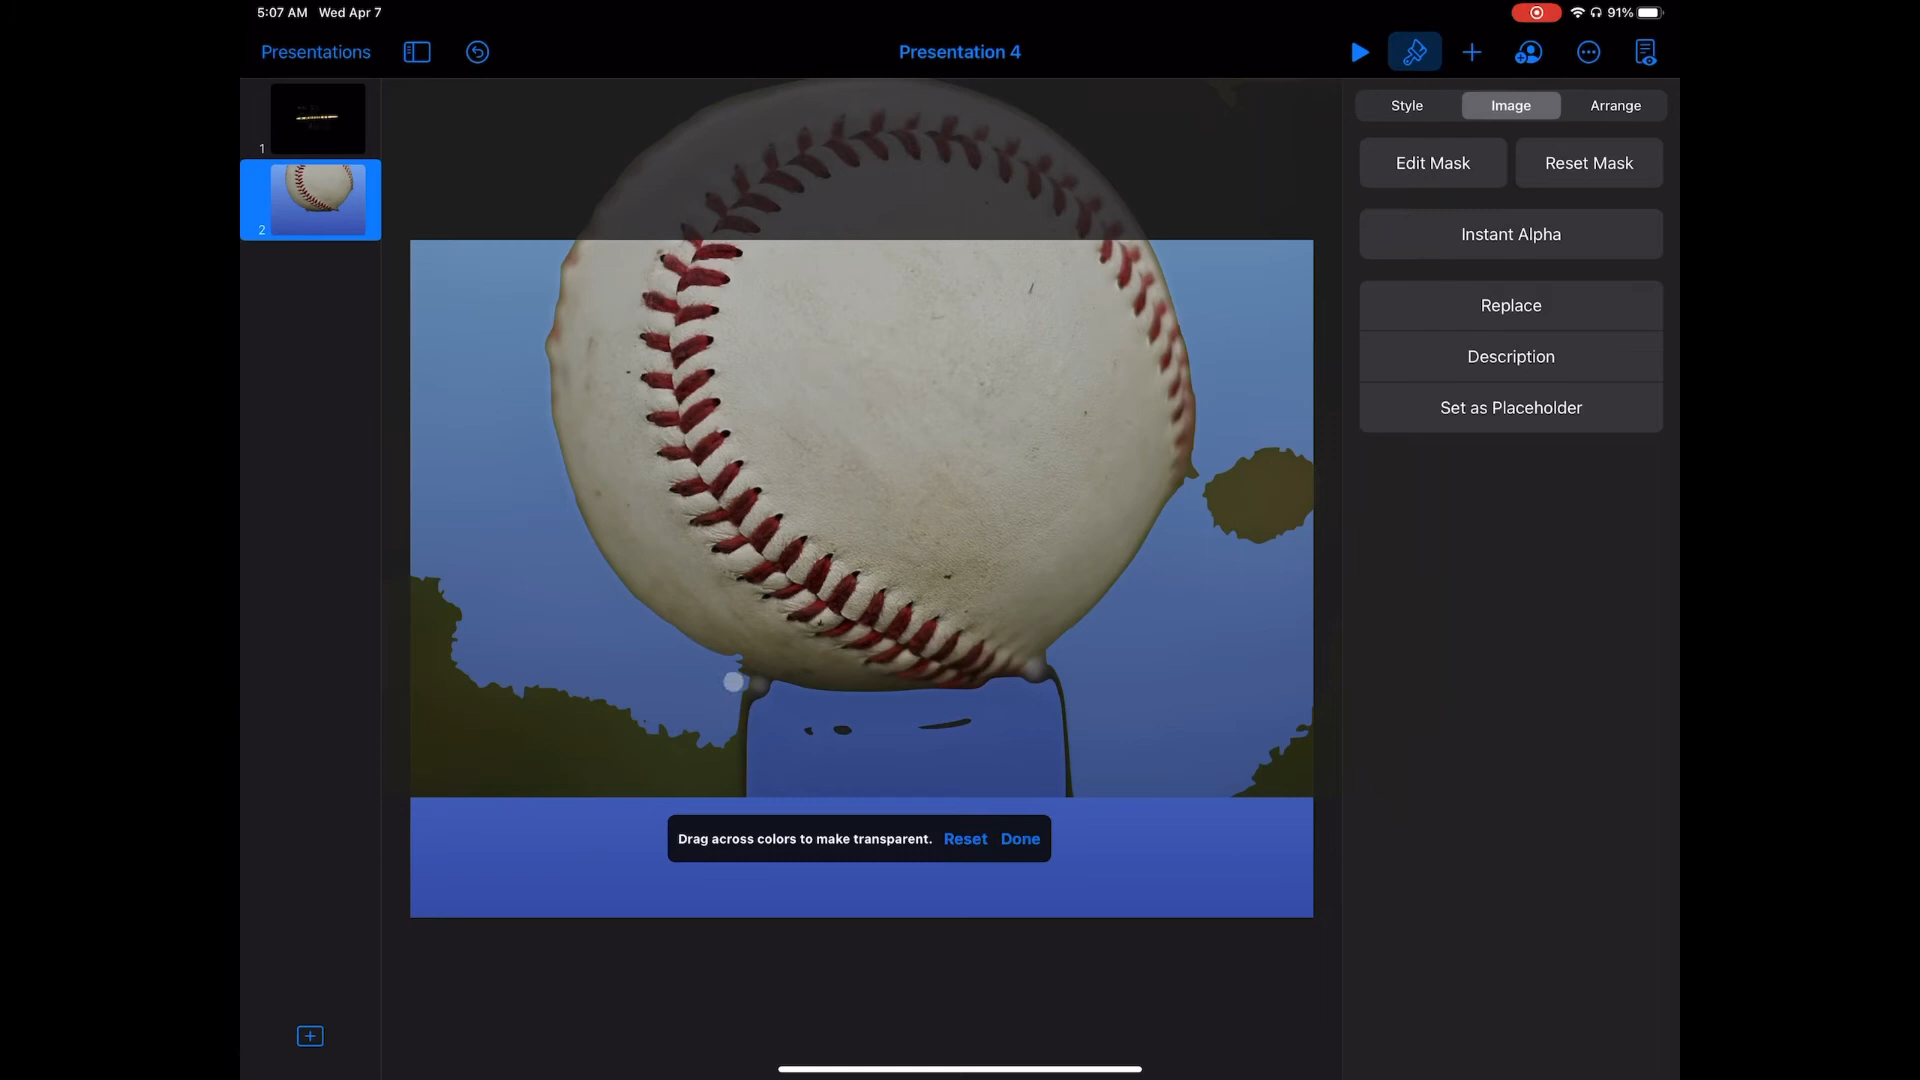 5:07 AM Wed Apr 7
91%
Presentations
Presentation 4
1
2
Style
Image
Arrange
Edit Mask
Reset Mask
Instant Alpha
Replace
Description
Set as Placeholder
Drag across colors to make transparent. Reset Done